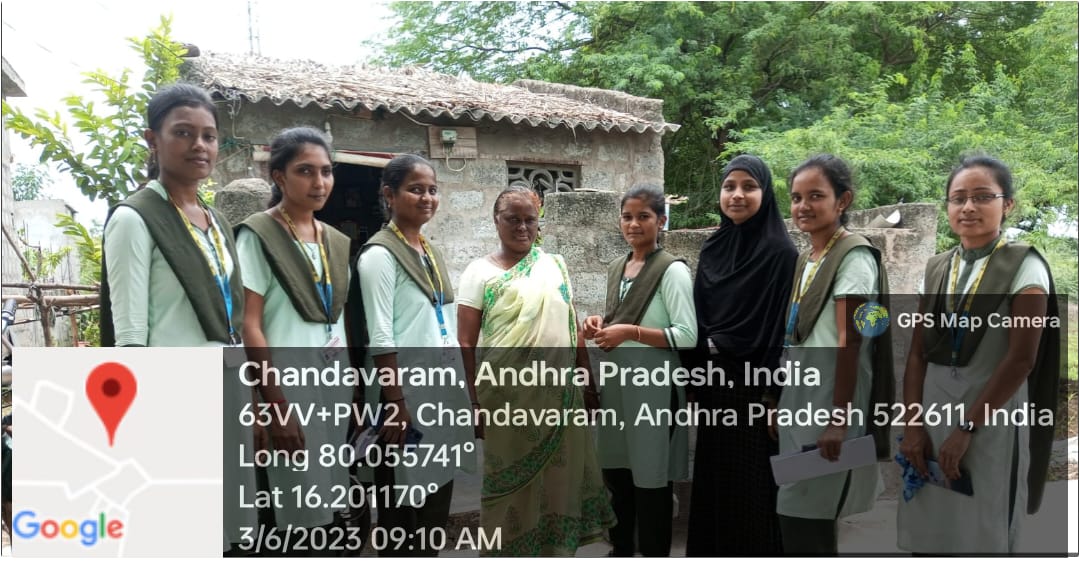 GPS Map Camera
Chandavaram, Andhra Pradesh, India
63VV+PW2, Chandavaram, Andhra Pradesh 522611, India
Long 80.055741°
Lat 16.201170°
3/6/2023 09:10 AM
Google